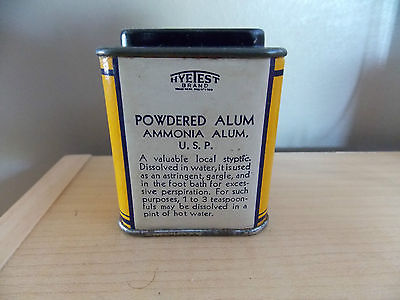 HYETEST
BRAND
POWDERED ALUM
AMMONIA ALUM.
U.S.P.
A valuable local styptic.
Dissolved in water, it is used
as an astringent, gargle, and
in the foot bath for exces-
sive perspiration. For such
purposes, 1 to 3 teaspoon-
fuls may be dissolved in a
pint of hot water.